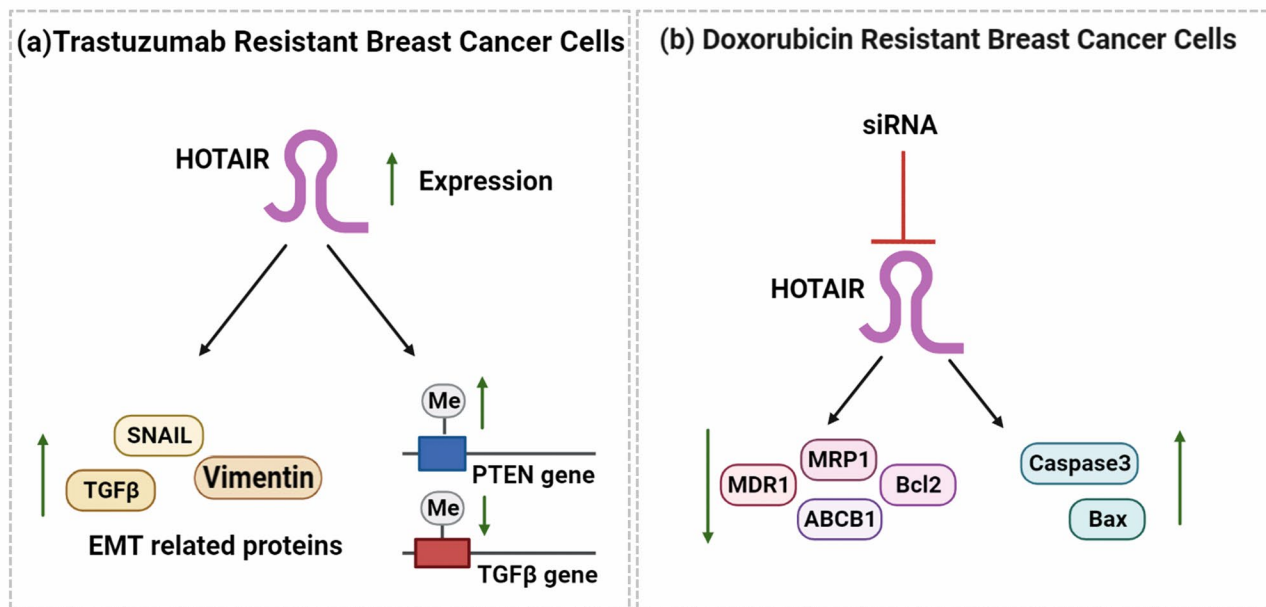 (a)Trastuzumab Resistant Breast Cancer Cells
HOTAIR
Expression
SNAIL
TGFβ
Vimentin
EMT related proteins
Me
PTEN gene
Me
TGFβ gene
(b) Doxorubicin Resistant Breast Cancer Cells
siRNA
HOTAIR
MRP1
MDR1
Bcl2
ABCB1
Caspase3
Bax